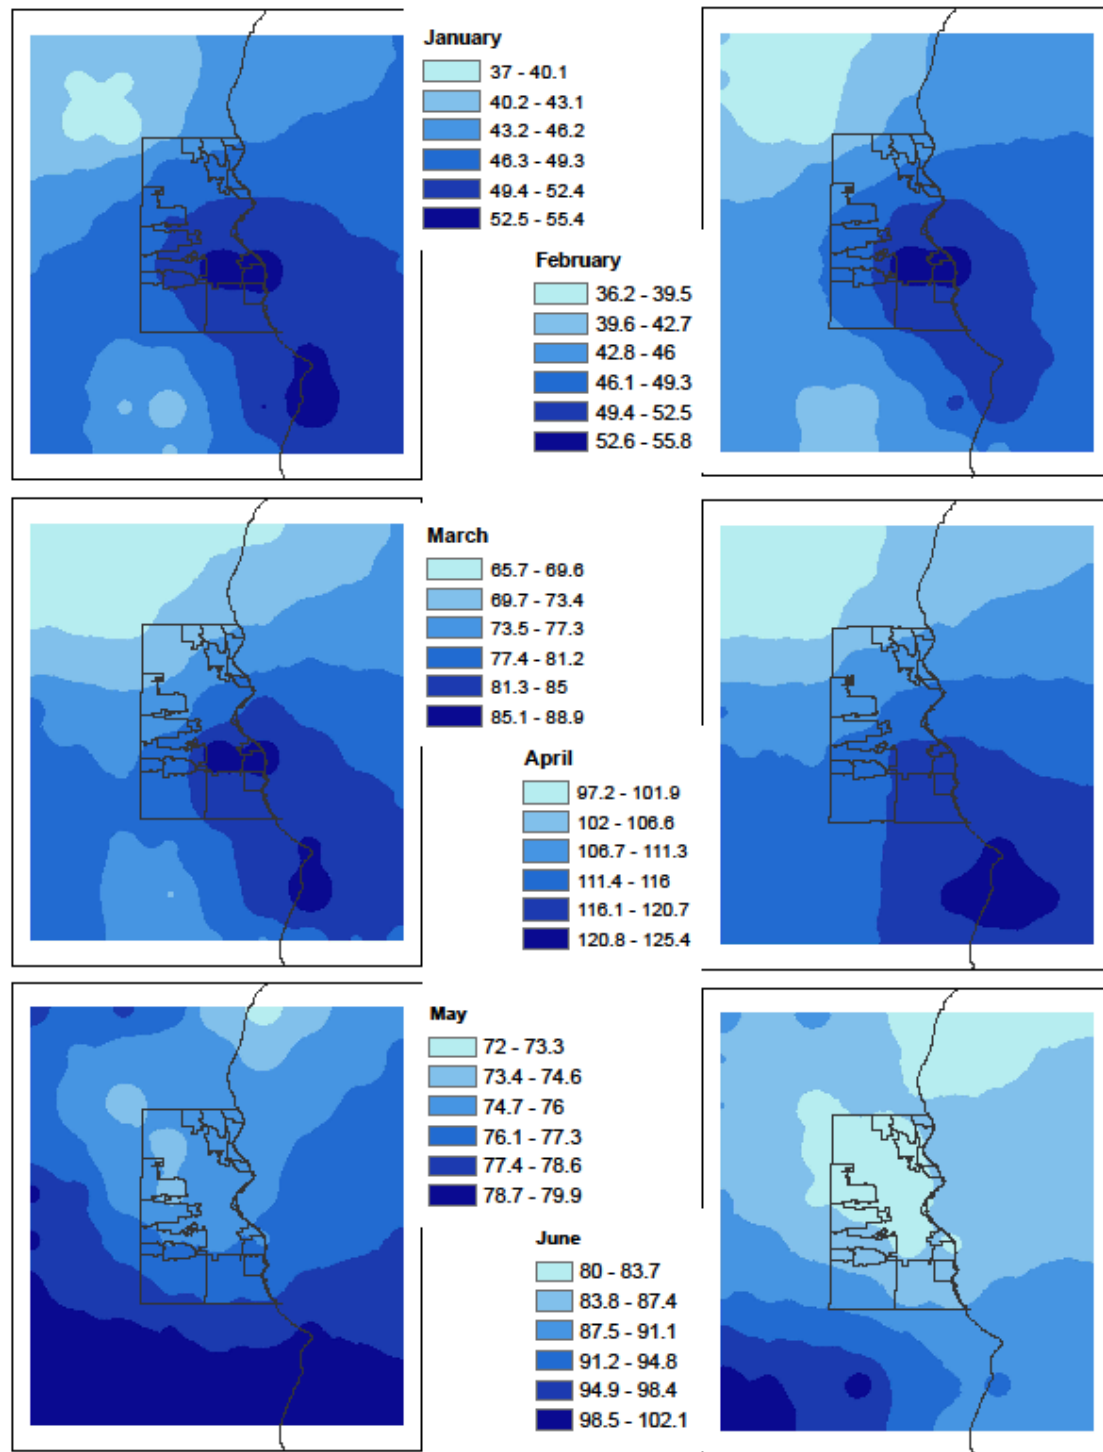 January
37 - 40.1
40.2 - 43.1
43.2 - 46.2
46.3 - 49.3
49.4 - 52.4
52.5 - 55.4
February
36.2 - 39.5
39.6 - 42.7
42.8 - 46
46.1 - 49.3
49.4 - 52.5
52.6 - 55.8
March
65.7 - 69.6
69.7 - 73.4
73.5 - 77.3
77.4 - 81.2
81.3 - 85
85.1 - 88.9
April
97.2 - 101.9
102 - 106.6
106.7 - 111.3
111.4 - 116
116.1 - 120.7
120.8 - 125.4
May
72 - 73.3
73.4 - 74.6
74.7 - 76
76.1 - 77.3
77.4 - 78.6
78.7 - 79.9
June
80 - 83.7
83.8 - 87.4
87.5 - 91.1
91.2 - 94.8
94.9 - 98.4
98.5 - 102.1